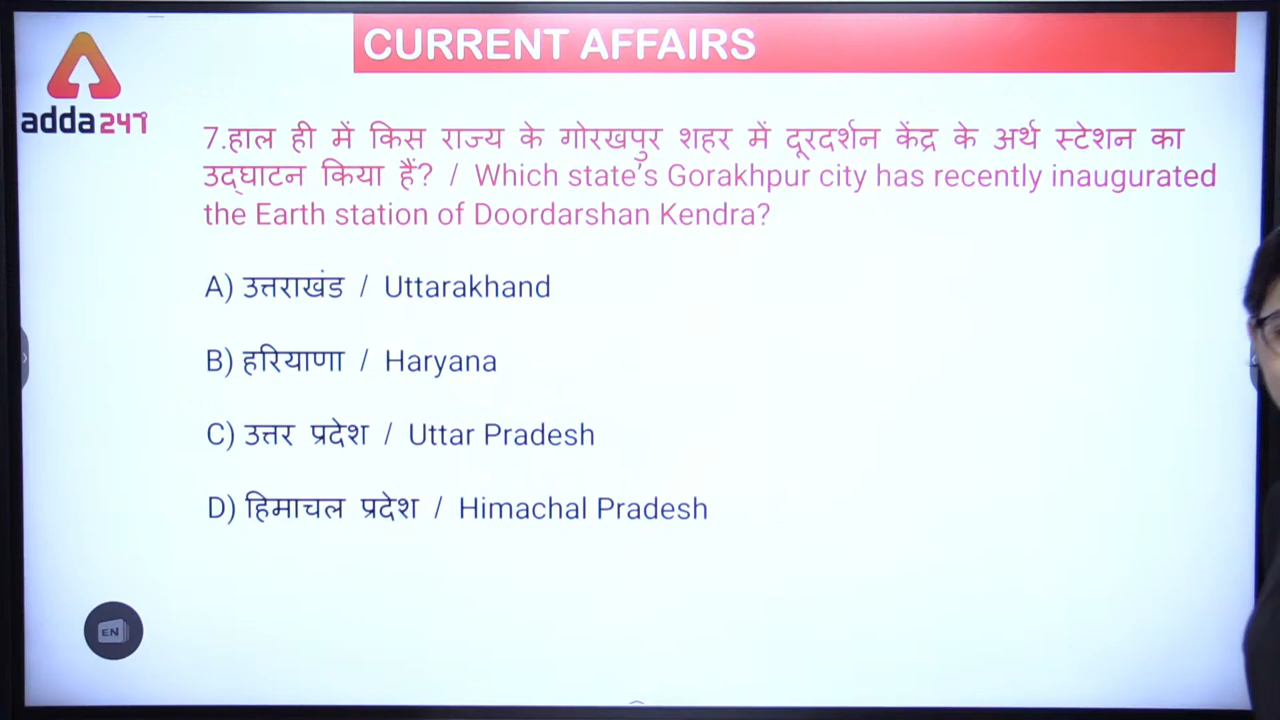 CURRENT AFFAIRS
adda247
7.हाल ही में किस राज्य के गोरखपुर शहर में दूरदर्शन केंद्र के अर्थ स्टेशन का
उद्घाटन किया हैं? / Which state's Gorakhpur city has recently inaugurated
the Earth station of Doordarshan Kendra?
A) उत्तराखंड / Uttarakhand
B) हरियाणा / Haryana
C) उत्तर प्रदेश / Uttar Pradesh
D) हिमाचल प्रदेश / Himachal Pradesh
EN